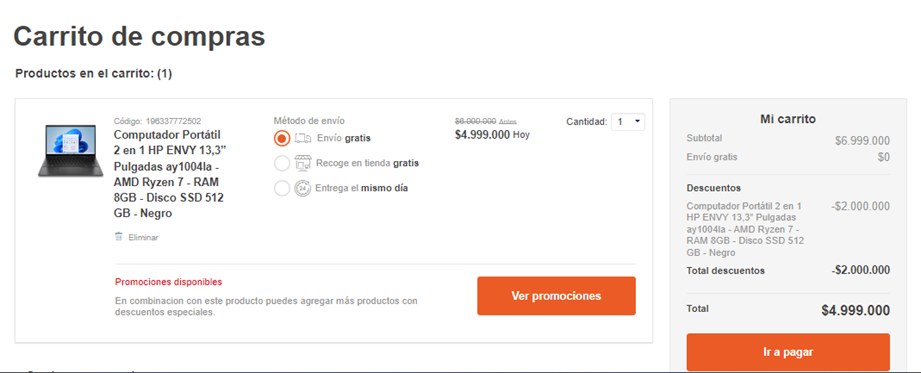 Carrito de compras
Productos en el carrito: (1)
Código: 196337772502
Computador Portátil
2 en 1 HP ENVY 13,3”
Pulgadas ay1004la -
AMD Ryzen 7 - RAM
8GB - Disco SSD 512
GB - Negro
Eliminar
Método de envío
Envío gratis
Recoge en tienda gratis
24
Entrega el mismo día
Antes
$4.999.000 Hoy
Cantidad: 1
Promociones disponibles
En combinacion con este producto puedes agregar más productos con
descuentos especiales.
Ver promociones
Mi carrito
Subtotal $6.999.000
Envío gratis $0
Descuentos
Computador Portátil 2 en 1 -$2.000.000
HP ENVY 13,3” Pulgadas
ay1004la - AMD Ryzen 7 -
RAM 8GB - Disco SSD 512
GB - Negro
Total descuentos -$2.000.000
Total $4.999.000
Ir a pagar